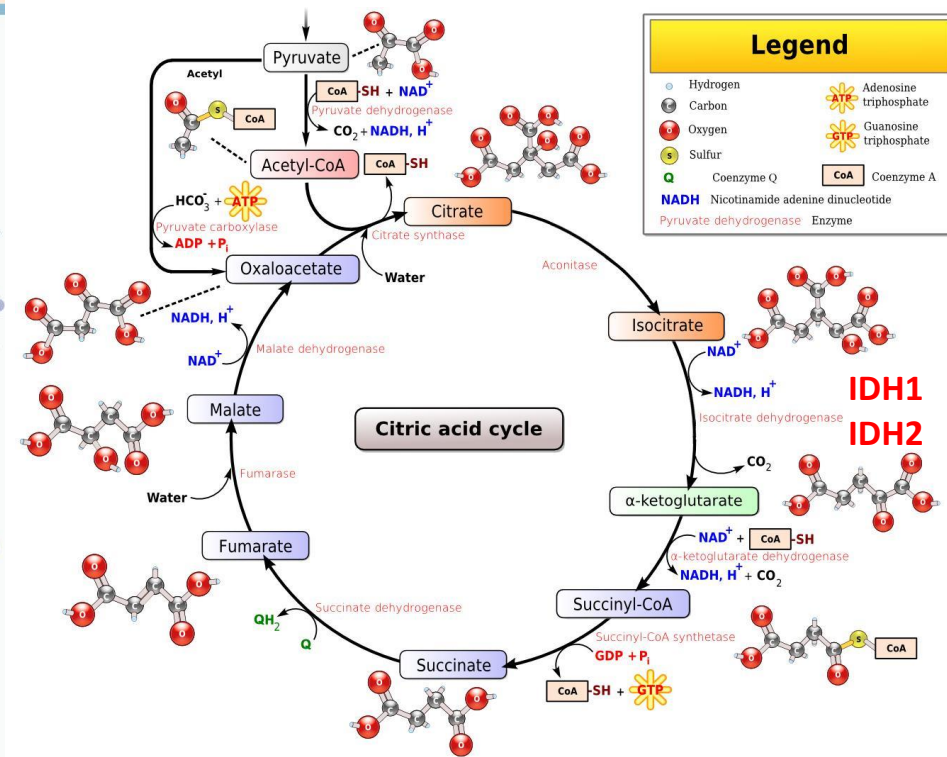 Pyruvate
Acetyl
CoA-SH + NAD+
Pyruvate dehydrogenase
CO2 + NADH, H+
S CoA
Acetyl-CoA
CoA-SH
HCO3- + ATP
Pyruvate carboxylase
ADP + Pi
Citrate
Citrate synthase
Water
Oxaloacetate
Aconitase
Isocitrate
NAD+
NADH, H+
Isocitrate dehydrogenase
IDH1
IDH2
CO2
α-ketoglutarate
NAD+ + CoA-SH
α-ketoglutarate dehydrogenase
NADH, H+ + CO2
Succinyl-CoA
S CoA
Succinyl-CoA synthetase
GDP + Pi
CoA-SH + GTP
Succinate
Succinate dehydrogenase
QH2
Q
Fumarate
Water
Fumarase
Malate
NADH, H+
NAD+
Malate dehydrogenase
Citric acid cycle
Legend
Hydrogen
C Carbon
O Oxygen
S Sulfur
Q Coenzyme Q
NADH Nicotinamide adenine dinucleotide
Pyruvate dehydrogenase Enzyme
ATP Adenosine
triphosphate
GTP Guanosine
triphosphate
CoA Coenzyme A